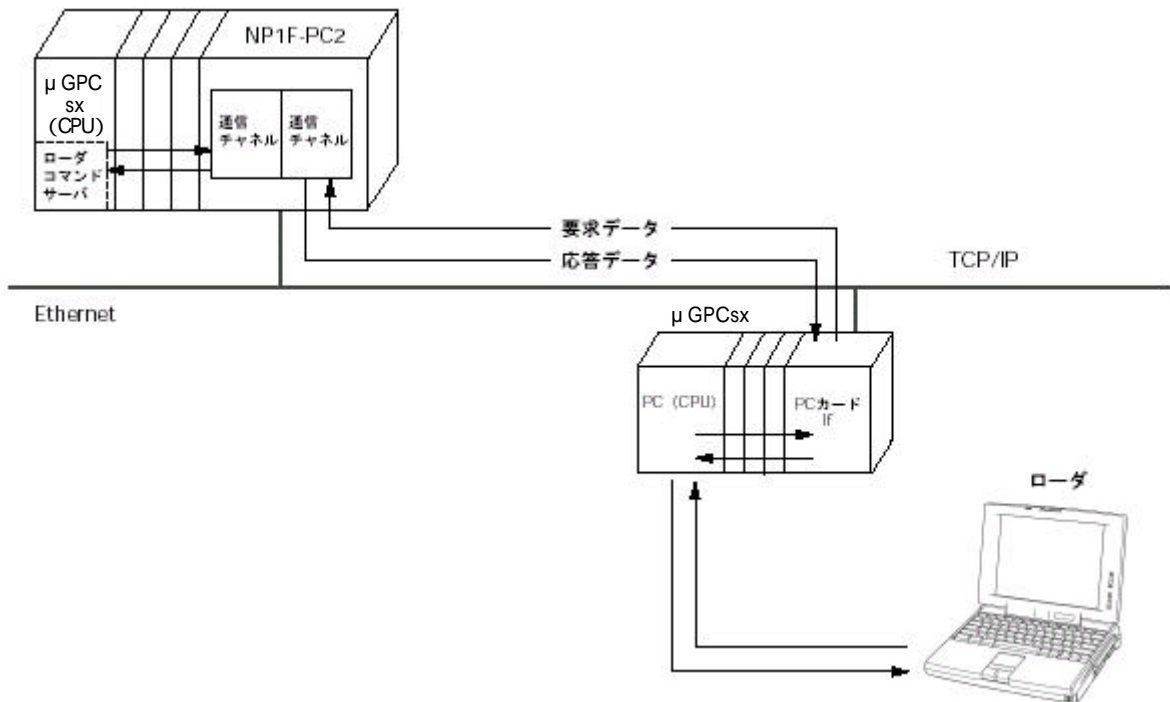 NP1F-PC2
μ GPC
sx
(CPU)
ローダ
コマンド
サーバ
通信
チャネル
通信
チャネル
要求データ
応答データ
TCP/IP
Ethernet
μ GPCsx
PC (CPU)
PCカード
If
ローダ